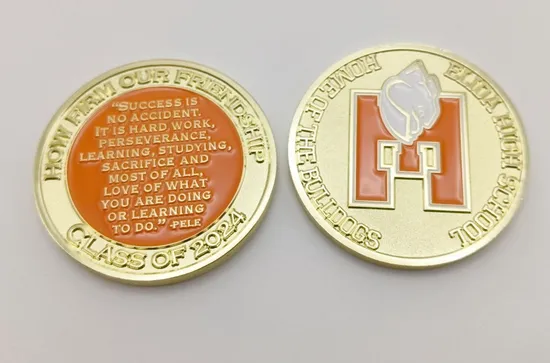 HOW FIRM OUR FRIENDSHIP
"SUCCESS IS
NO ACCIDENT.
IT IS HARD WORK,
PERSEVERANCE,
LEARNING, STUDYING,
SACRIFICE AND
MOST OF ALL,
LOVE OF WHAT
YOU ARE DOING
OR LEARNING
TO DO." -PELE
CLASS OF 2024
ELIDA HIGH SCHOOL
HOME OF THE BULLDOGS